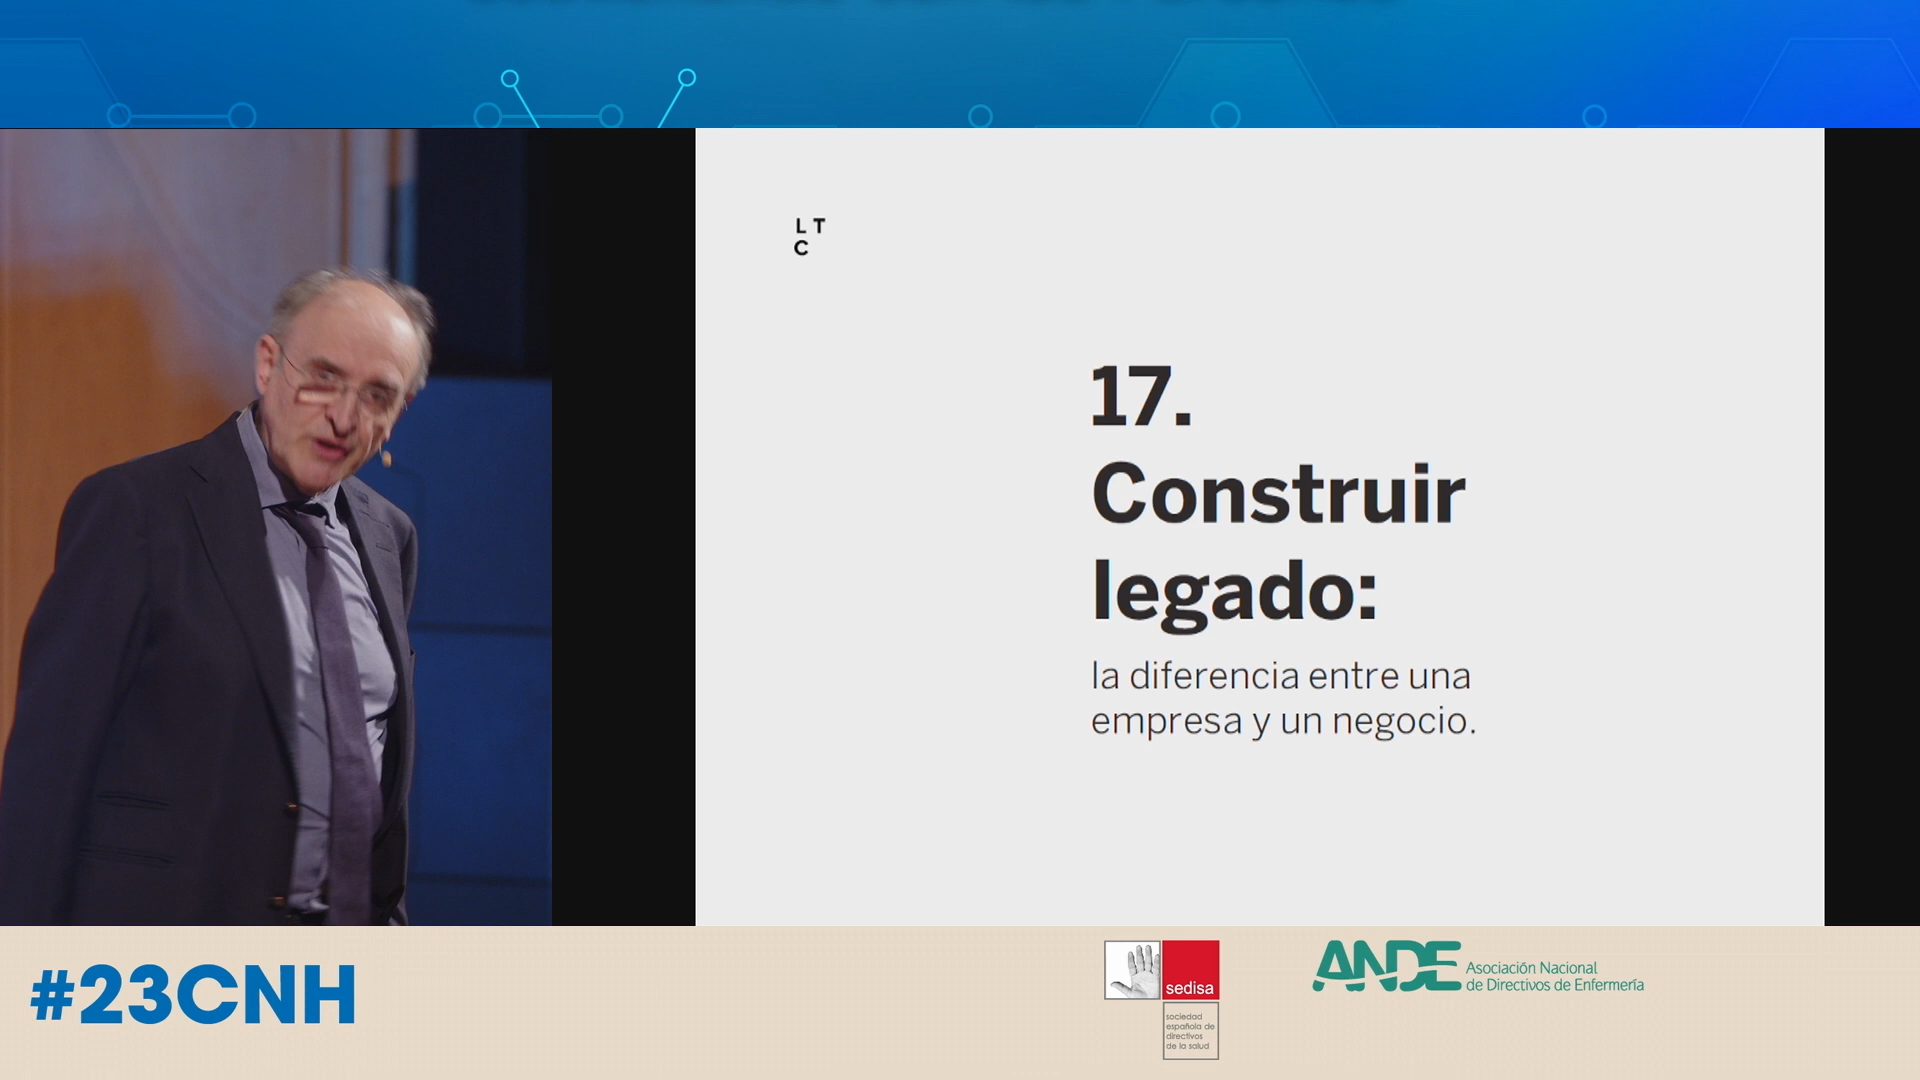 L T
C
17.
Construir
legado:
la diferencia entre una
empresa y un negocio.
#23CNH
sedisa
sociedad
española de
directivos
de la salud
ANDE
Asociación Nacional
de Directivos de Enfermería